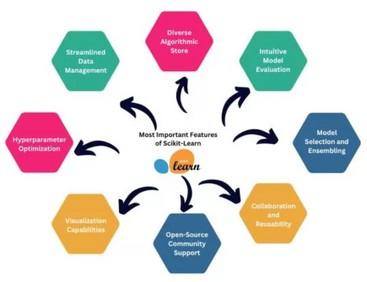 Diverse
Algorithmic
Store
Streamlined
Data
Management
Intuitive
Model
Evaluation
Most Important Features
of Scikit-Learn
learn
Hyperparameter
Optimization
Model
Selection and
Ensembling
Visualization
Capabilities
Collaboration
and
Reusability
Open-Source
Community
Support